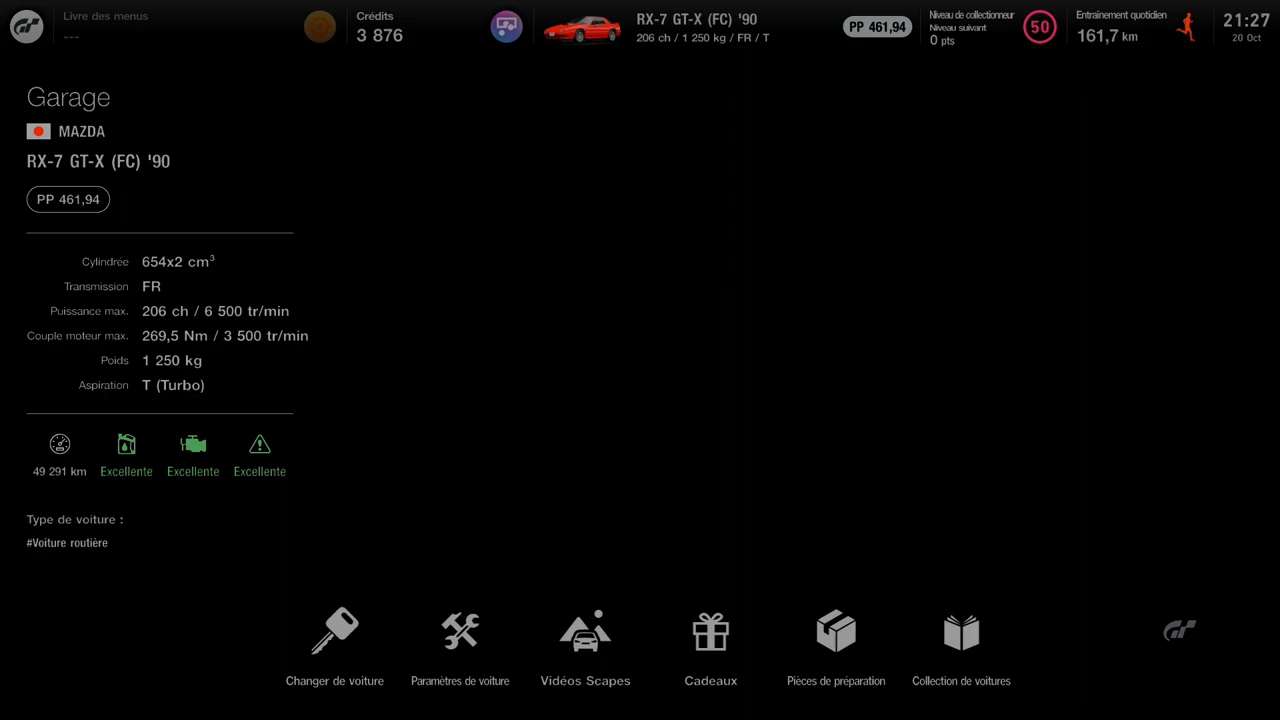 Livre des menus
---
Crédits
3 876
RX-7 GT-X (FC) '90
206 ch / 1 250 kg / FR / T
PP 461,94
Niveau de collectionneur
Niveau suivant
0 pts
50
Entraînement quotidien
161,7 km
21:27
20 Oct
Garage
MAZDA
RX-7 GT-X (FC) '90
PP 461,94
Cylindrée 654x2 cm³
Transmission FR
Puissance max. 206 ch / 6 500 tr/min
Couple moteur max. 269,5 Nm / 3 500 tr/min
Poids 1 250 kg
Aspiration T (Turbo)
49 291 km Excellente Excellente Excellente
Type de voiture :
#Voiture routière
Changer de voiture Paramètres de voiture Vidéos Scapes Cadeaux Pièces de préparation Collection de voitures